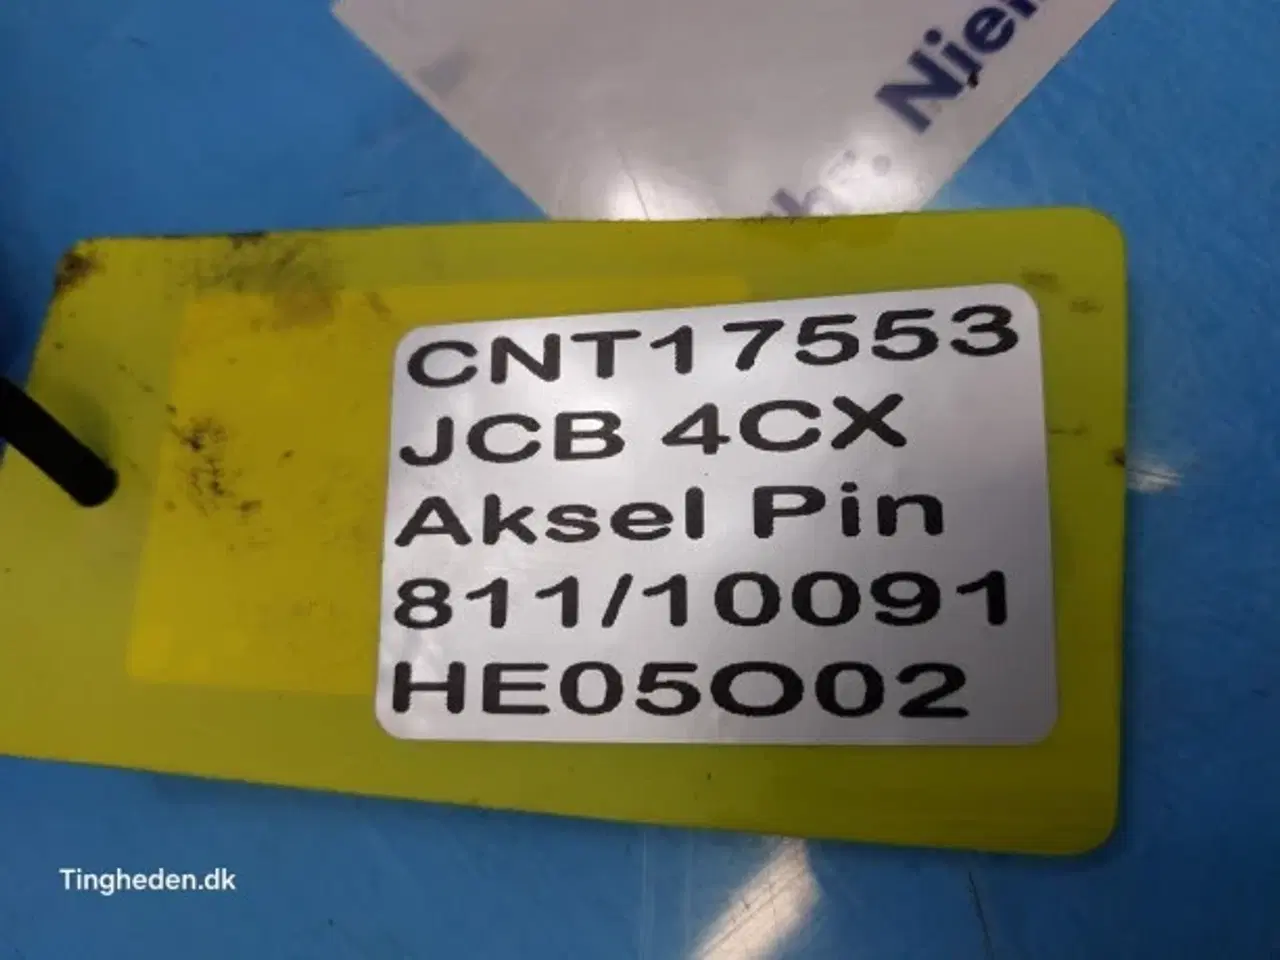 CNT17553
JCB 4CX
Aksel Pin
811/10091
HE05O02
Tingheden.dk